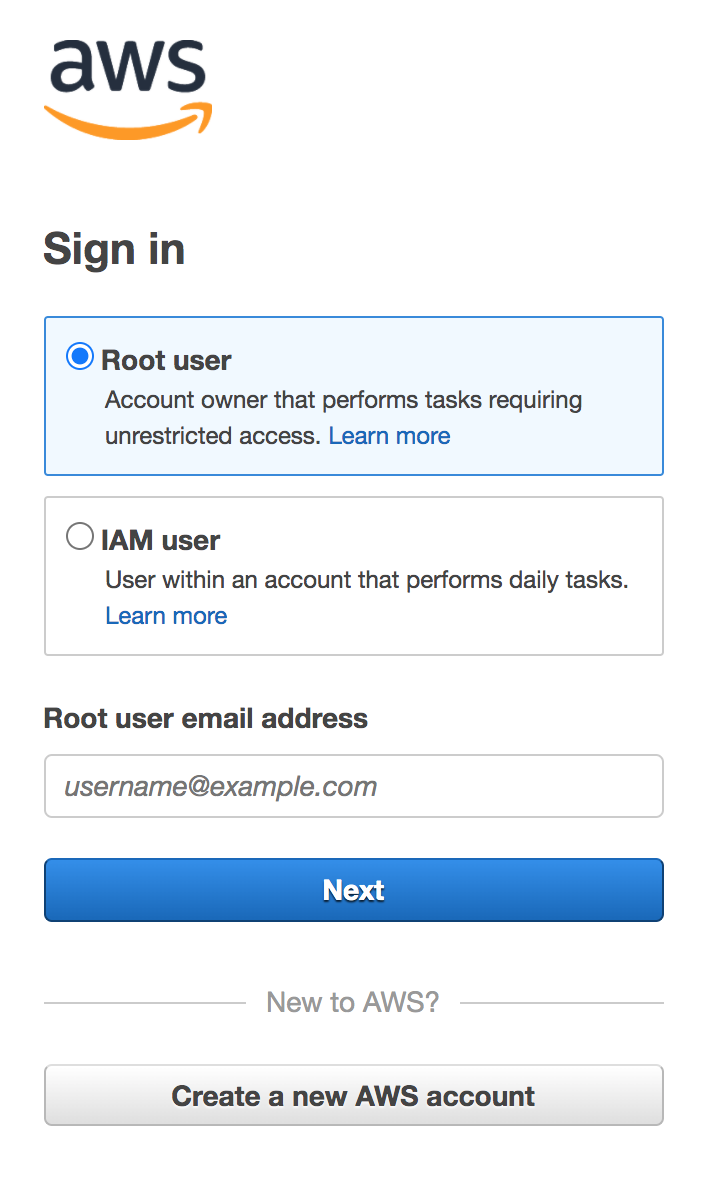 aws
Sign in
Root user
Account owner that performs tasks requiring
unrestricted access. Learn more
IAM user
User within an account that performs daily tasks.
Learn more
Root user email address
username@example.com
Next
New to AWS?
Create a new AWS account